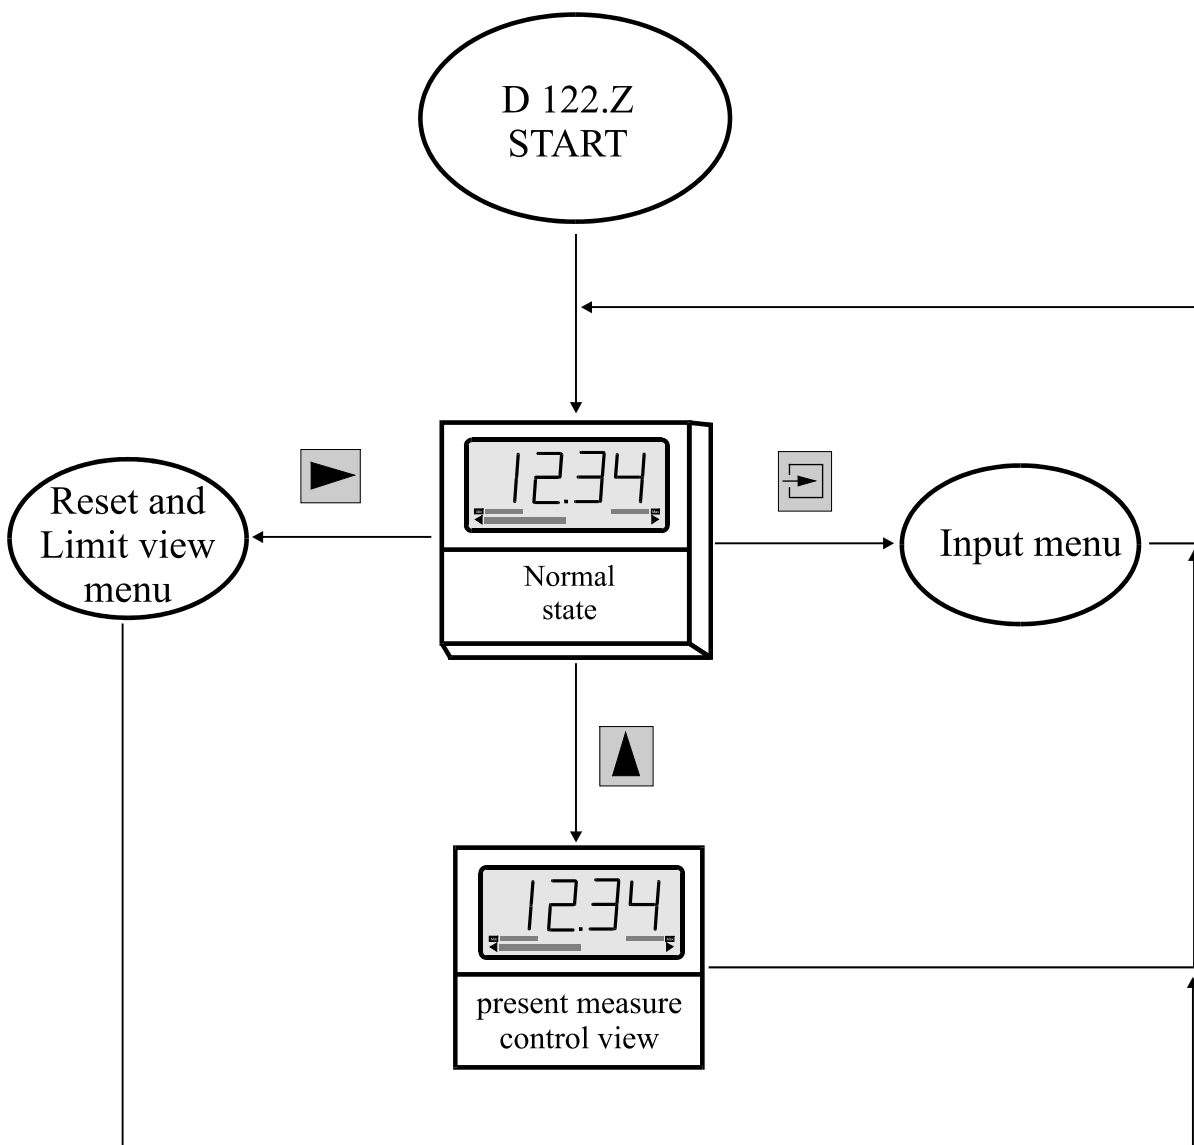 D 122.Z
START
12.34
Reset and
Limit view
menu
Normal
state
Input menu
12.34
present measure
control view